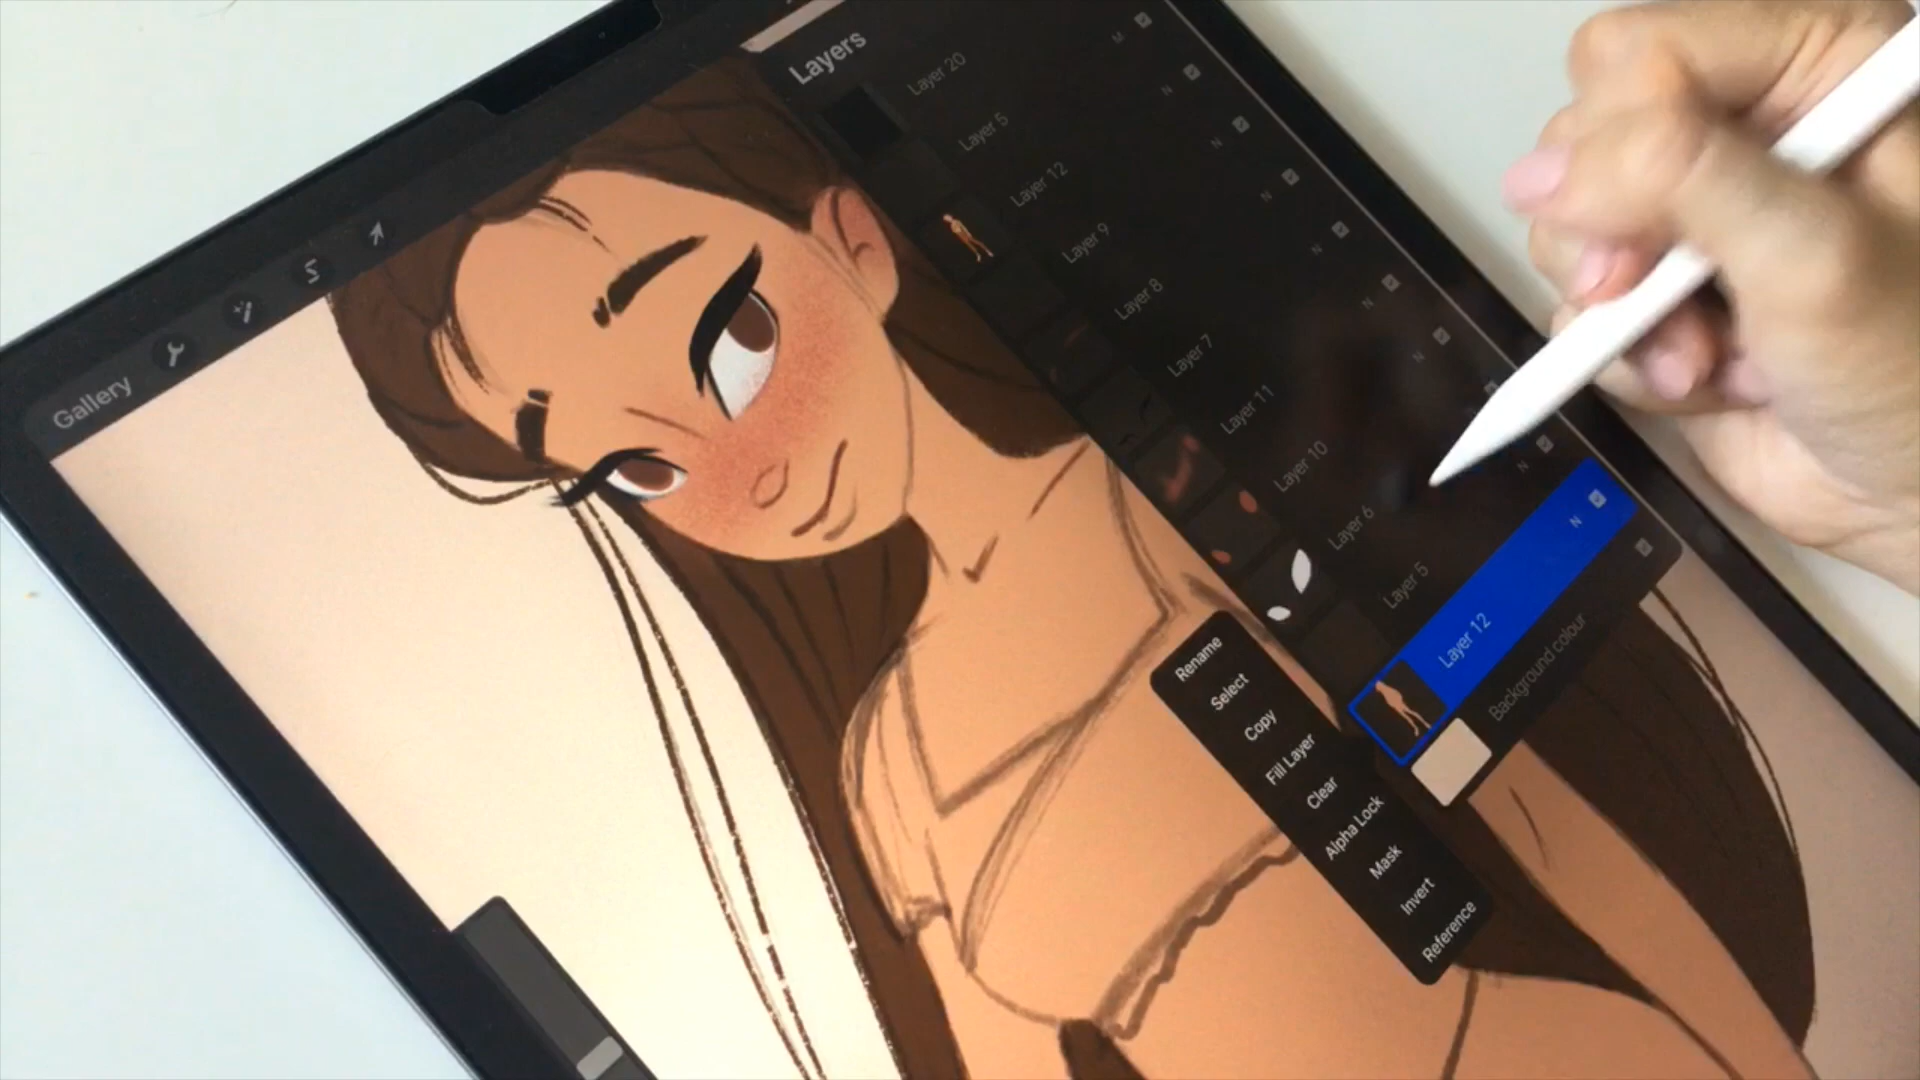 Gallery
Layers
M
Layer 20
N
Layer 5
N
Layer 12
N
Layer 9
N
Layer 8
N
Layer 7
N
Layer 11
Layer 10
N
Layer 6
N
Layer 5
Layer 12
Background colour
Rename
Select
Copy
Fill Layer
Clear
Alpha Lock
Mask
Invert
Reference